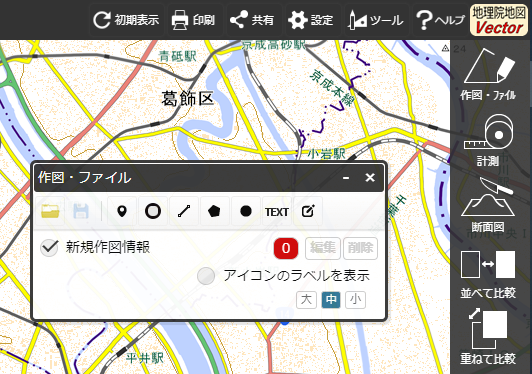 初期表示 印刷 共有 設定 ツール ヘルプ 地理院地図
Vector
京成高砂駅
青砥駅
24
京成本線
葛飾区
作図・ファイル
小岩駅
計測
作図・ファイル
TEXT
断面図
新規作図情報 0 編集 削除
アイコンのラベルを表示
大 中 小
並べて比較
平井駅
重ねて比較